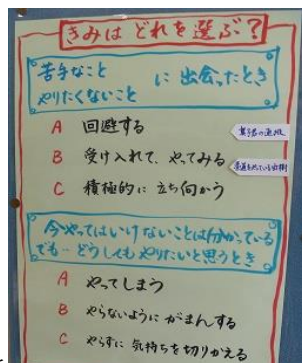 きみは どれを選ぶ?
苦手なこと
やりたくないこと
に 出会ったとき
A 回避する
B 受け入れて、やってみる
C 積極的に 立ち向かう
今やってはいけないことは分かっている
でも… どうしてもやりたいと思うとき
A やってしまう
B やらないように がまんする
C やらずに 気持ちを切りかえる